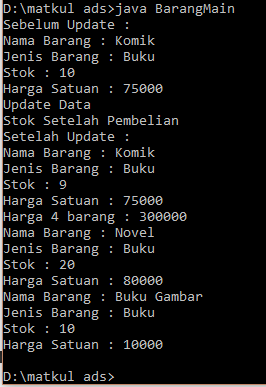 D:\matkul ads>java BarangMain
Sebelum Update :
Nama Barang : Komik
Jenis Barang : Buku
Stok : 10
Harga Satuan : 75000
Update Data
Stok Setelah Pembelian
Setelah Update :
Nama Barang : Komik
Jenis Barang : Buku
Stok : 9
Harga Satuan : 75000
Harga 4 barang : 300000
Nama Barang : Novel
Jenis Barang : Buku
Stok : 20
Harga Satuan : 80000
Nama Barang : Buku Gambar
Jenis Barang : Buku
Stok : 10
Harga Satuan : 10000
D:\matkul ads>